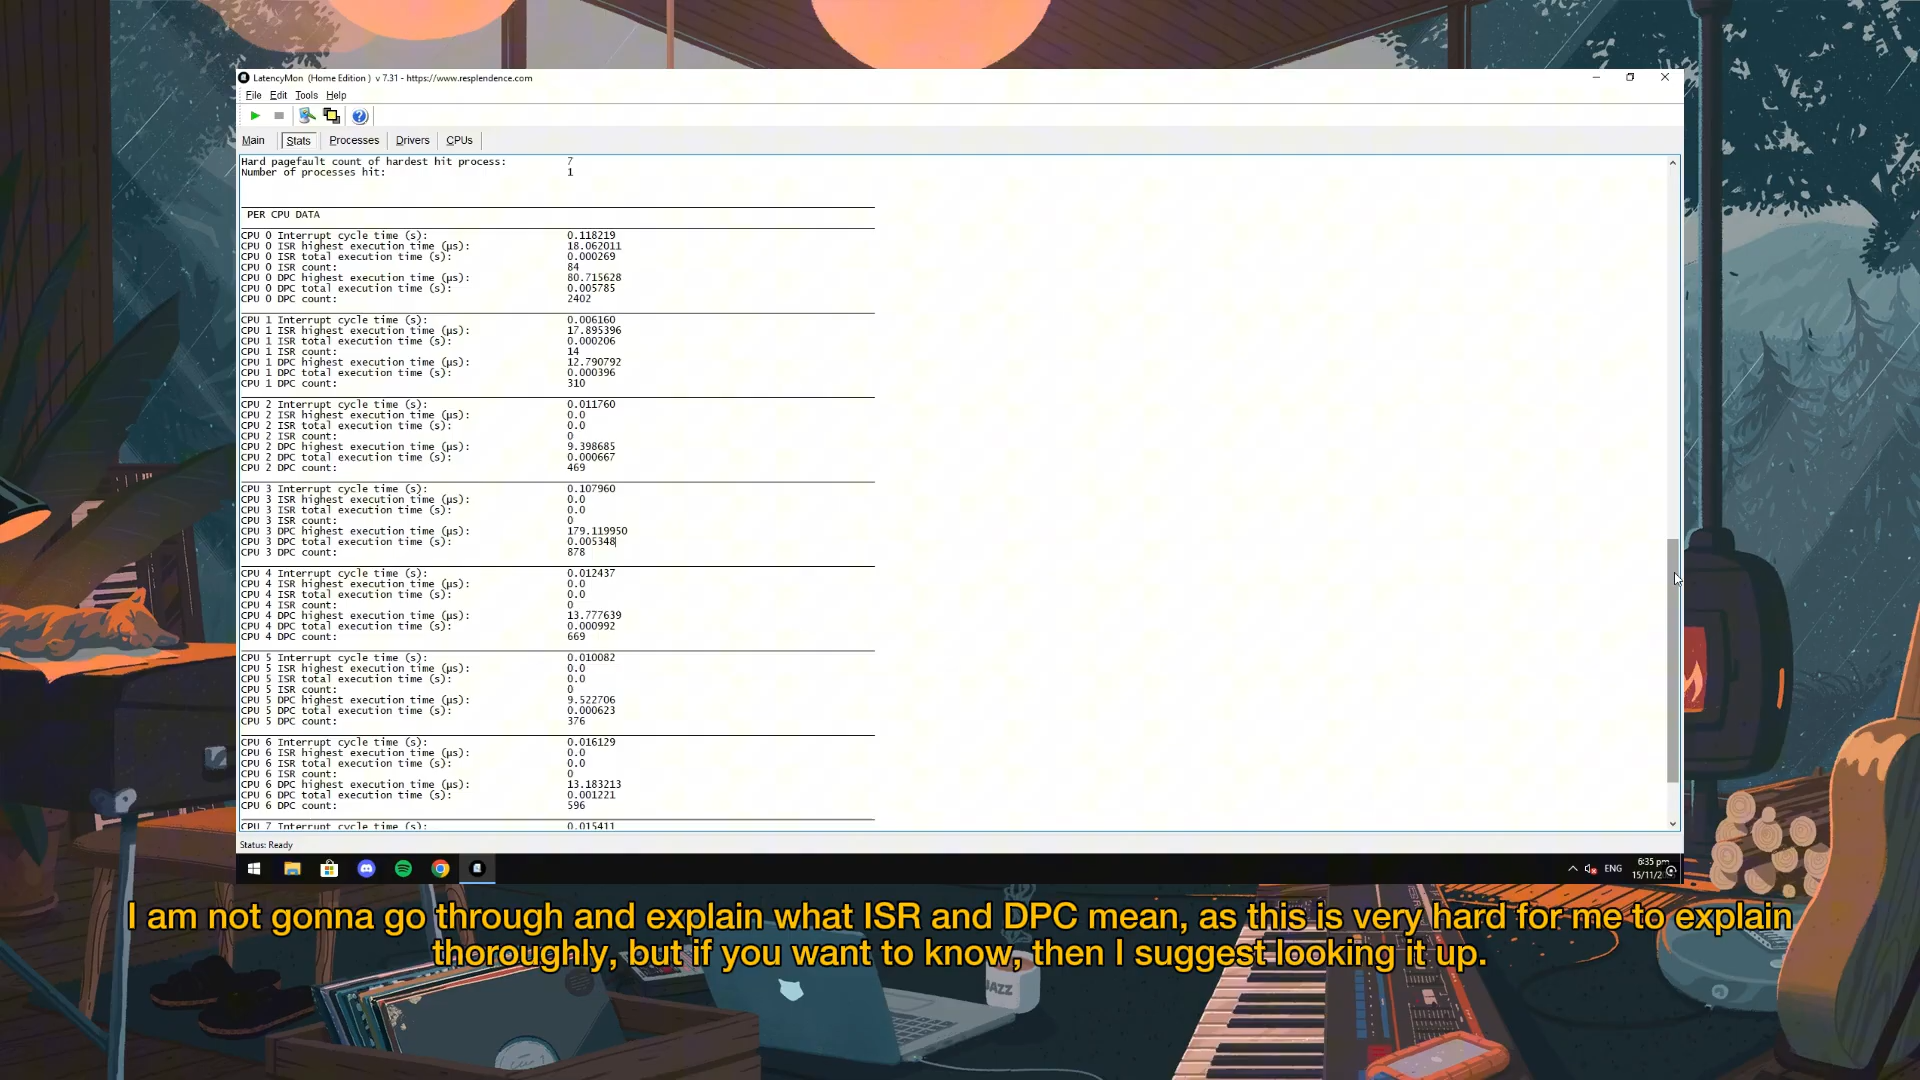 LatencyMon (Home Edition ) v 7.31 - https://www.resplendence.com
File Edit Tools Help
Main Stats Processes Drivers CPUs
Hard pagefault count of hardest hit process: 7
Number of processes hit: 1
PER CPU DATA
CPU 0 Interrupt cycle time (s): 0.118219
CPU 0 ISR highest execution time (µs): 18.062011
CPU 0 ISR total execution time (s): 0.000269
CPU 0 ISR count: 84
CPU 0 DPC highest execution time (µs): 80.715628
CPU 0 DPC total execution time (s): 0.005785
CPU 0 DPC count: 2402
CPU 1 Interrupt cycle time (s): 0.006160
CPU 1 ISR highest execution time (µs): 17.895396
CPU 1 ISR total execution time (s): 0.000206
CPU 1 ISR count: 14
CPU 1 DPC highest execution time (µs): 12.790792
CPU 1 DPC total execution time (s): 0.000396
CPU 1 DPC count: 310
CPU 2 Interrupt cycle time (s): 0.011760
CPU 2 ISR highest execution time (µs): 0.0
CPU 2 ISR total execution time (s): 0.0
CPU 2 ISR count: 0
CPU 2 DPC highest execution time (µs): 9.398685
CPU 2 DPC total execution time (s): 0.000667
CPU 2 DPC count: 469
CPU 3 Interrupt cycle time (s): 0.107960
CPU 3 ISR highest execution time (µs): 0.0
CPU 3 ISR total execution time (s): 0.0
CPU 3 ISR count: 0
CPU 3 DPC highest execution time (µs): 179.119950
CPU 3 DPC total execution time (s): 0.005348
CPU 3 DPC count: 878
CPU 4 Interrupt cycle time (s): 0.012437
CPU 4 ISR highest execution time (µs): 0.0
CPU 4 ISR total execution time (s): 0.0
CPU 4 ISR count: 0
CPU 4 DPC highest execution time (µs): 13.777639
CPU 4 DPC total execution time (s): 0.000992
CPU 4 DPC count: 669
CPU 5 Interrupt cycle time (s): 0.010082
CPU 5 ISR highest execution time (µs): 0.0
CPU 5 ISR total execution time (s): 0.0
CPU 5 ISR count: 0
CPU 5 DPC highest execution time (µs): 9.522706
CPU 5 DPC total execution time (s): 0.000623
CPU 5 DPC count: 376
CPU 6 Interrupt cycle time (s): 0.016129
CPU 6 ISR highest execution time (µs): 0.0
CPU 6 ISR total execution time (s): 0.0
CPU 6 ISR count: 0
CPU 6 DPC highest execution time (µs): 13.183213
CPU 6 DPC total execution time (s): 0.001221
CPU 6 DPC count: 596
CPU 7 Interrupt cycle time (s): 0.015411
Status: Ready
ENG
6:35 pm
15/11/2
I am not gonna go through and explain what ISR and DPC mean, as this is very hard for me to explain
thoroughly, but if you want to know, then I suggest looking it up.
JAZZ